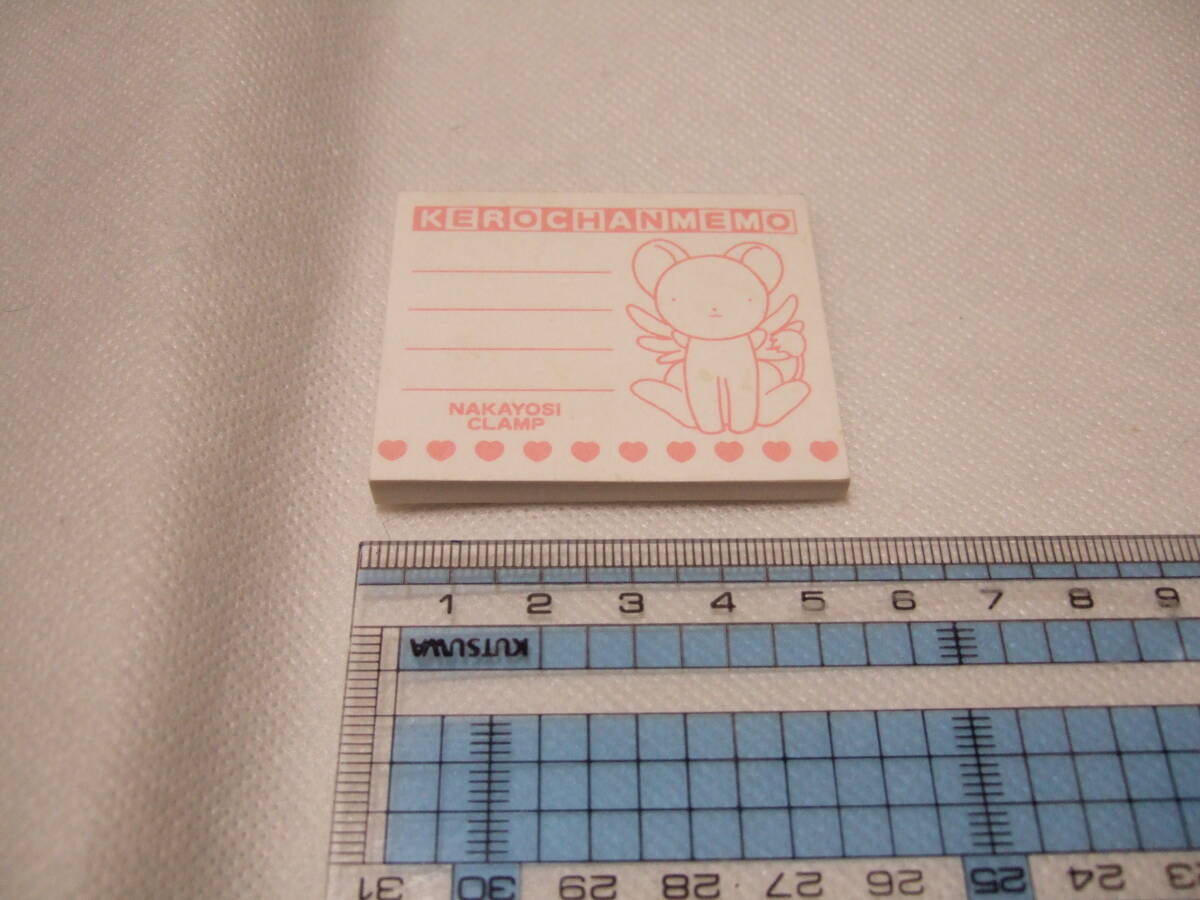 KEROCHANMEMO
NAKAYOSI
CLAMP
1 2 3 4 5 6 7 8 9
KUTSUWA
31 30 29 28 27 26 25 24 23